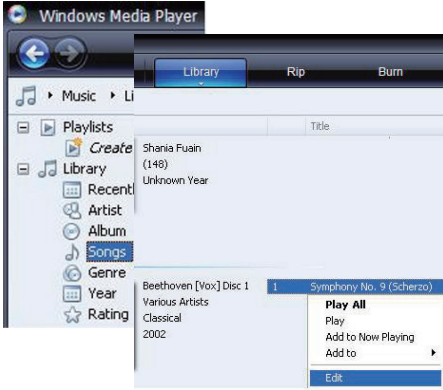 Windows Media Player
Music ▸ Li
Playlists
Create
Library
Recentl
Artist
Album
Songs
Genre
Year
Rating
Library Rip Burn
Title
Shania Fuain
(148)
Unknown Year
Beethoven [Vox] Disc 1 1 Symphony No. 9 (Scherzo)
Various Artists
Classical
2002
Play All
Play
Add to Now Playing
Add to
Edit